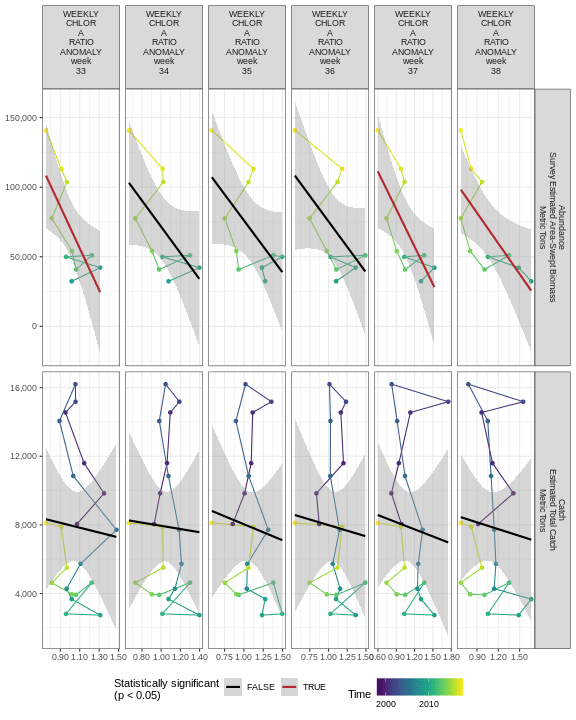 WEEKLY
CHLOR
A
RATIO
ANOMALY
week
33
WEEKLY
CHLOR
A
RATIO
ANOMALY
week
34
WEEKLY
CHLOR
A
RATIO
ANOMALY
week
35
WEEKLY
CHLOR
A
RATIO
ANOMALY
week
36
WEEKLY
CHLOR
A
RATIO
ANOMALY
week
37
WEEKLY
CHLOR
A
RATIO
ANOMALY
week
38
150,000
100,000
50,000
0
Abundance
Survey Estimated Area-Swept Biomass
Metric Tons
16,000
12,000
8,000
4,000
Catch
Estimated Total Catch
Metric Tons
0.90 1.10 1.30 1.50
0.80 1.00 1.20 1.40
0.75 1.00 1.25 1.50
0.75 1.00 1.25 1.50
0.60 0.90 1.20 1.50 1.80
0.90 1.20 1.50
Statistically significant
(p < 0.05)
FALSE
TRUE
Time
2000 2010